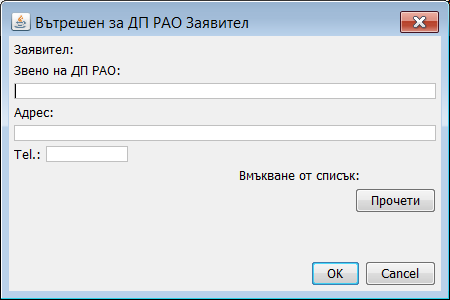 Вътрешен за ДП РАО Заявител
Заявител:
Звено на ДП РАО:
Адрес:
Tel.:
Вмъкване от списък:
Прочети
OK Cancel